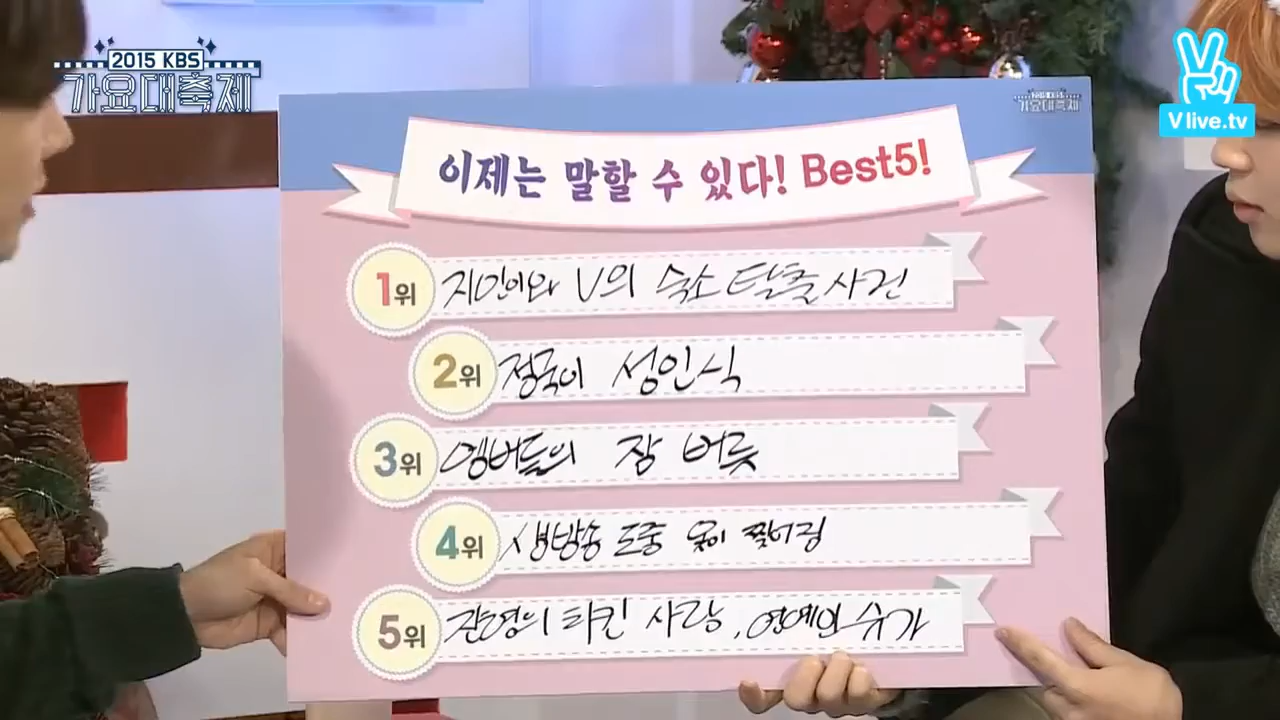 2015 KBS
가요대축제
가요대축제
V live.tv
이제는 말할 수 있다! Best5!
1위 지민이와 V의 숙소 탈출 사건
2위 정국이 성인식
3위 멤버들의 잠 버릇
4위 생방송 도중 옷이 찢어짐
5위 진형의 타킨 사랑, 연예인 슈가